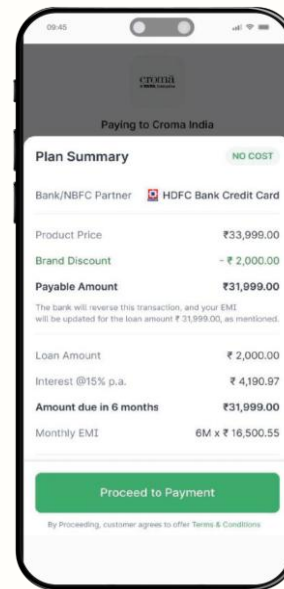 09:45
croma
A TATA Enterprise
Paying to Croma India
Plan Summary NO COST
Bank/NBFC Partner HDFC Bank Credit Card
Product Price ₹33,999.00
Brand Discount - ₹ 2,000.00
Payable Amount ₹31,999.00
The bank will reverse this transaction, and your EMI
will be updated for the loan amount ₹ 31,999.00, as mentioned.
Loan Amount ₹ 2,000.00
Interest @15% p.a. ₹ 4,190.97
Amount due in 6 months ₹31,999.00
Monthly EMI 6M x ₹ 16,500.55
Proceed to Payment
By Proceeding, customer agrees to offer Terms & Conditions